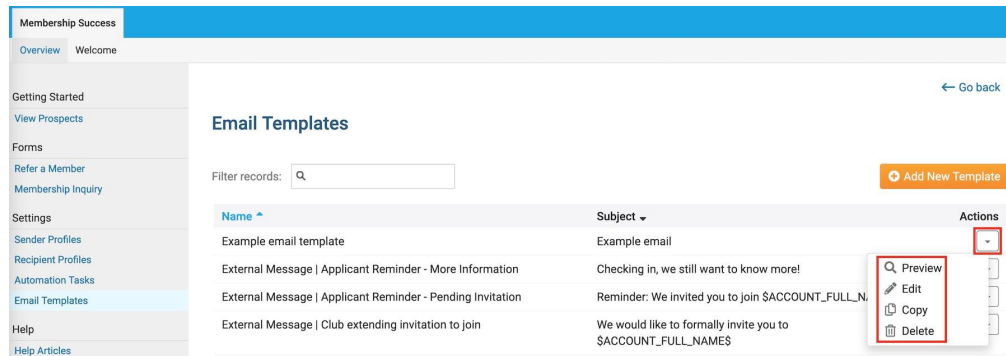 Membership Success
Overview Welcome
← Go back
Getting Started
View Prospects
Email Templates
Forms
Refer a Member
Membership Inquiry
Filter records:
Add New Template
Settings
Sender Profiles
Recipient Profiles
Automation Tasks
Email Templates
Help
Help Articles
Name Subject Actions
Example email template Example email
External Message | Applicant Reminder - More Information Checking in, we still want to know more!
External Message | Applicant Reminder - Pending Invitation Reminder: We invited you to join $ACCOUNT_FULL_NA
External Message | Club extending invitation to join We would like to formally invite you to
$ACCOUNT_FULL_NAME$
Preview
Edit
Copy
Delete